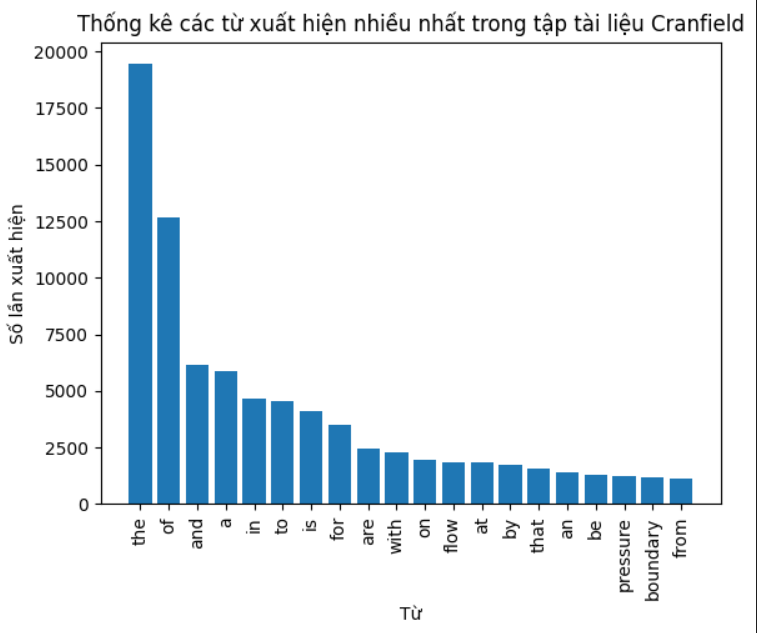 Thống kê các từ xuất hiện nhiều nhất trong tập tài liệu Cranfield
20000
17500
15000
12500
10000
7500
5000
2500
0
Số lần xuất hiện
the
of
and
a
in
to
is
for
are
with
on
flow
at
by
that
an
be
pressure
boundary
from
Từ